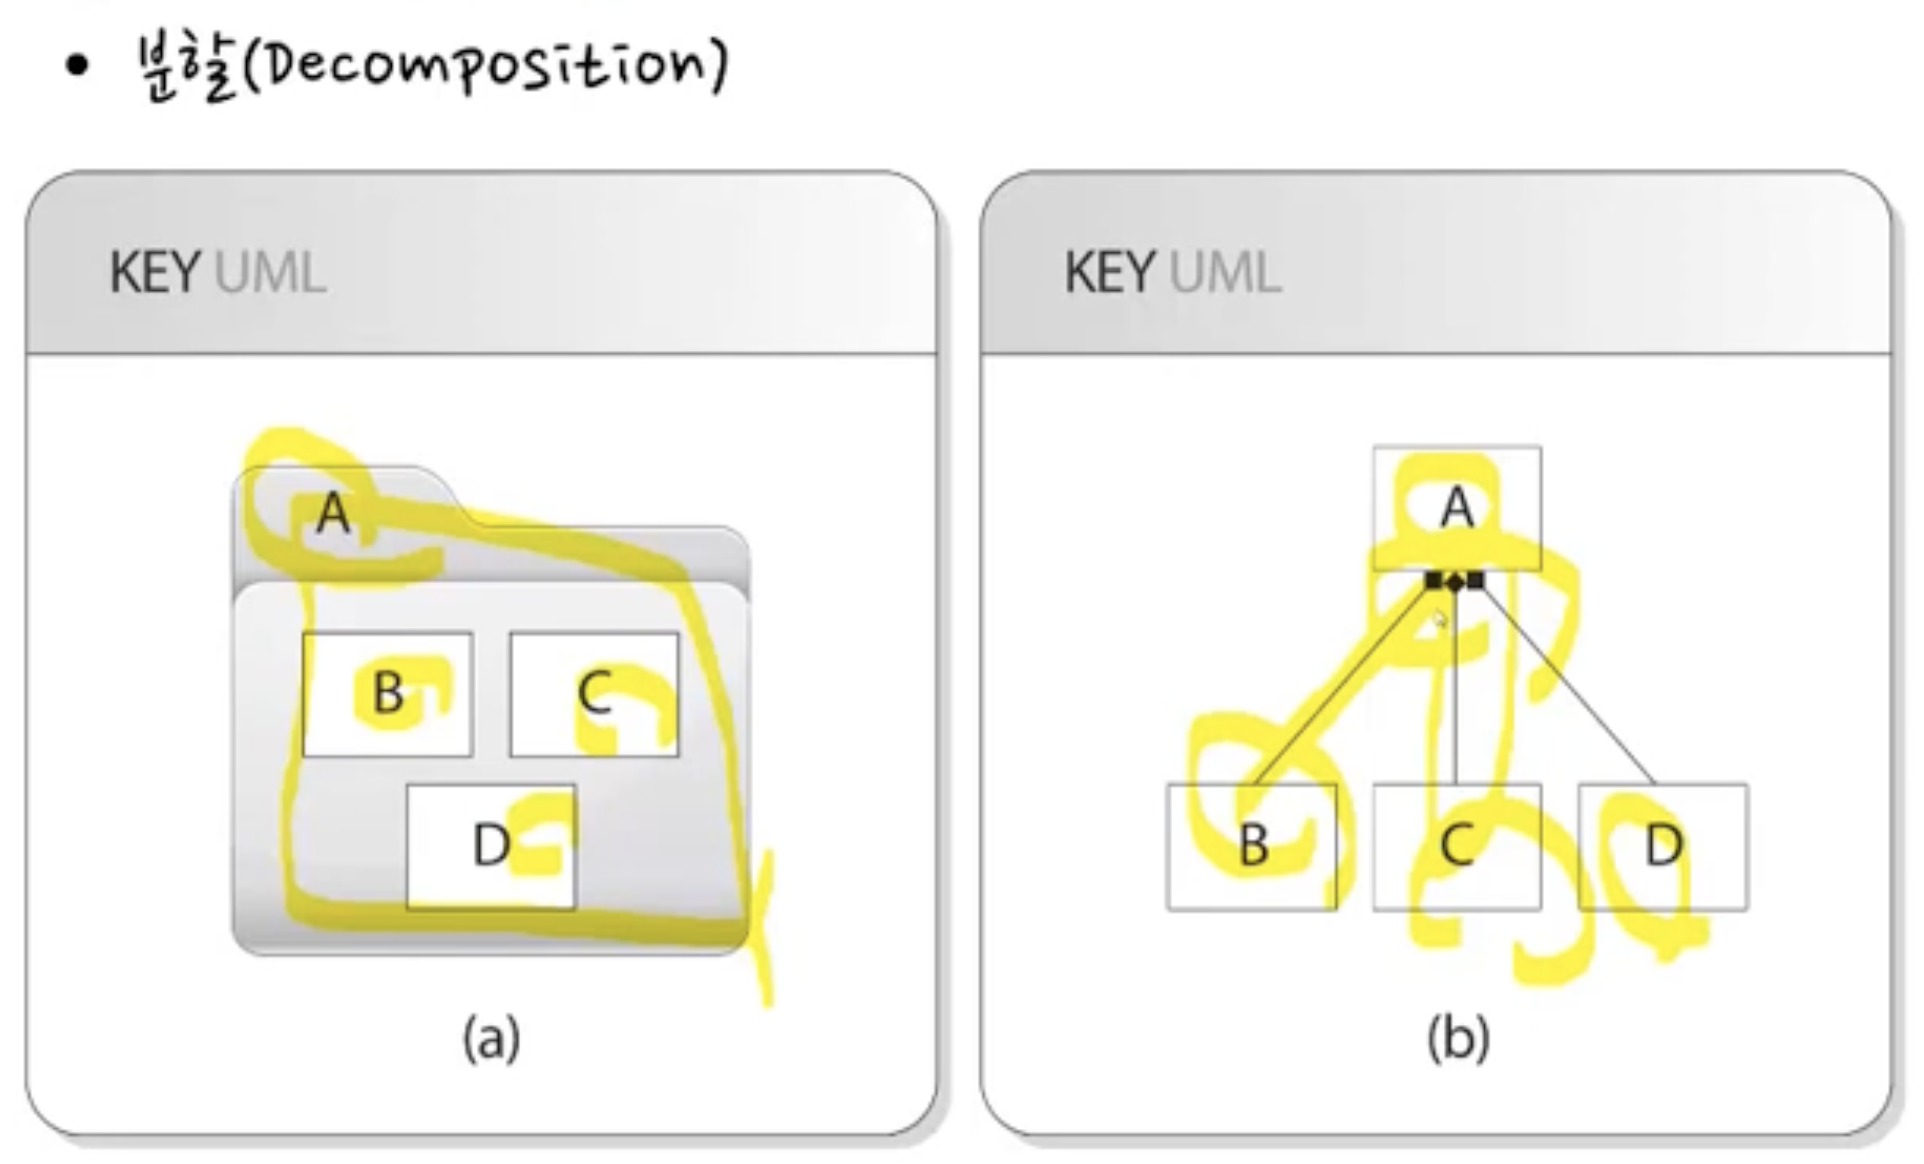 • 분할(Decomposition)
KEY UML
A
B
C
D
(a)
KEY UML
A
B
C
D
(b)